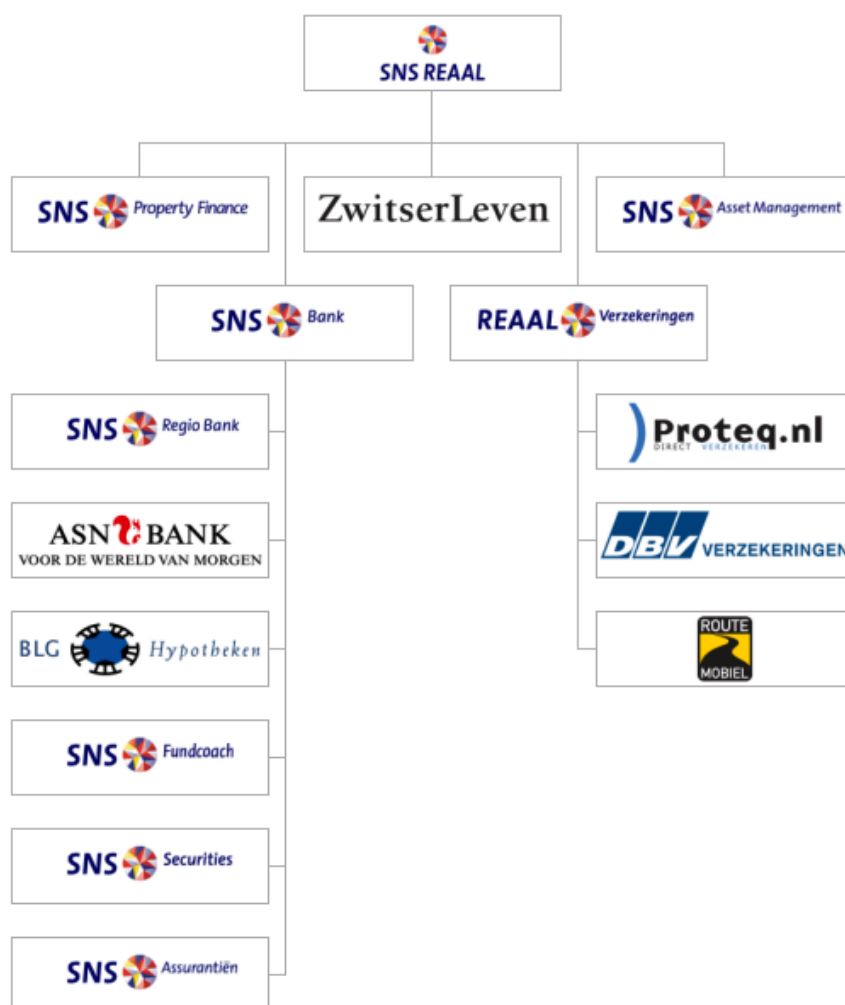 SNS REAAL
SNS Property Finance
ZwitserLeven
SNS Asset Management
SNS Bank
REAAL Verzekeringen
SNS Regio Bank
)Proteq.nl
DIRECT VERZEKEREN
ASN BANK
VOOR DE WERELD VAN MORGEN
DBV VERZEKERINGEN
BLG Hypotheken
ROUTE
MOBIEL
SNS Fundcoach
SNS Securities
SNS Assurantiën